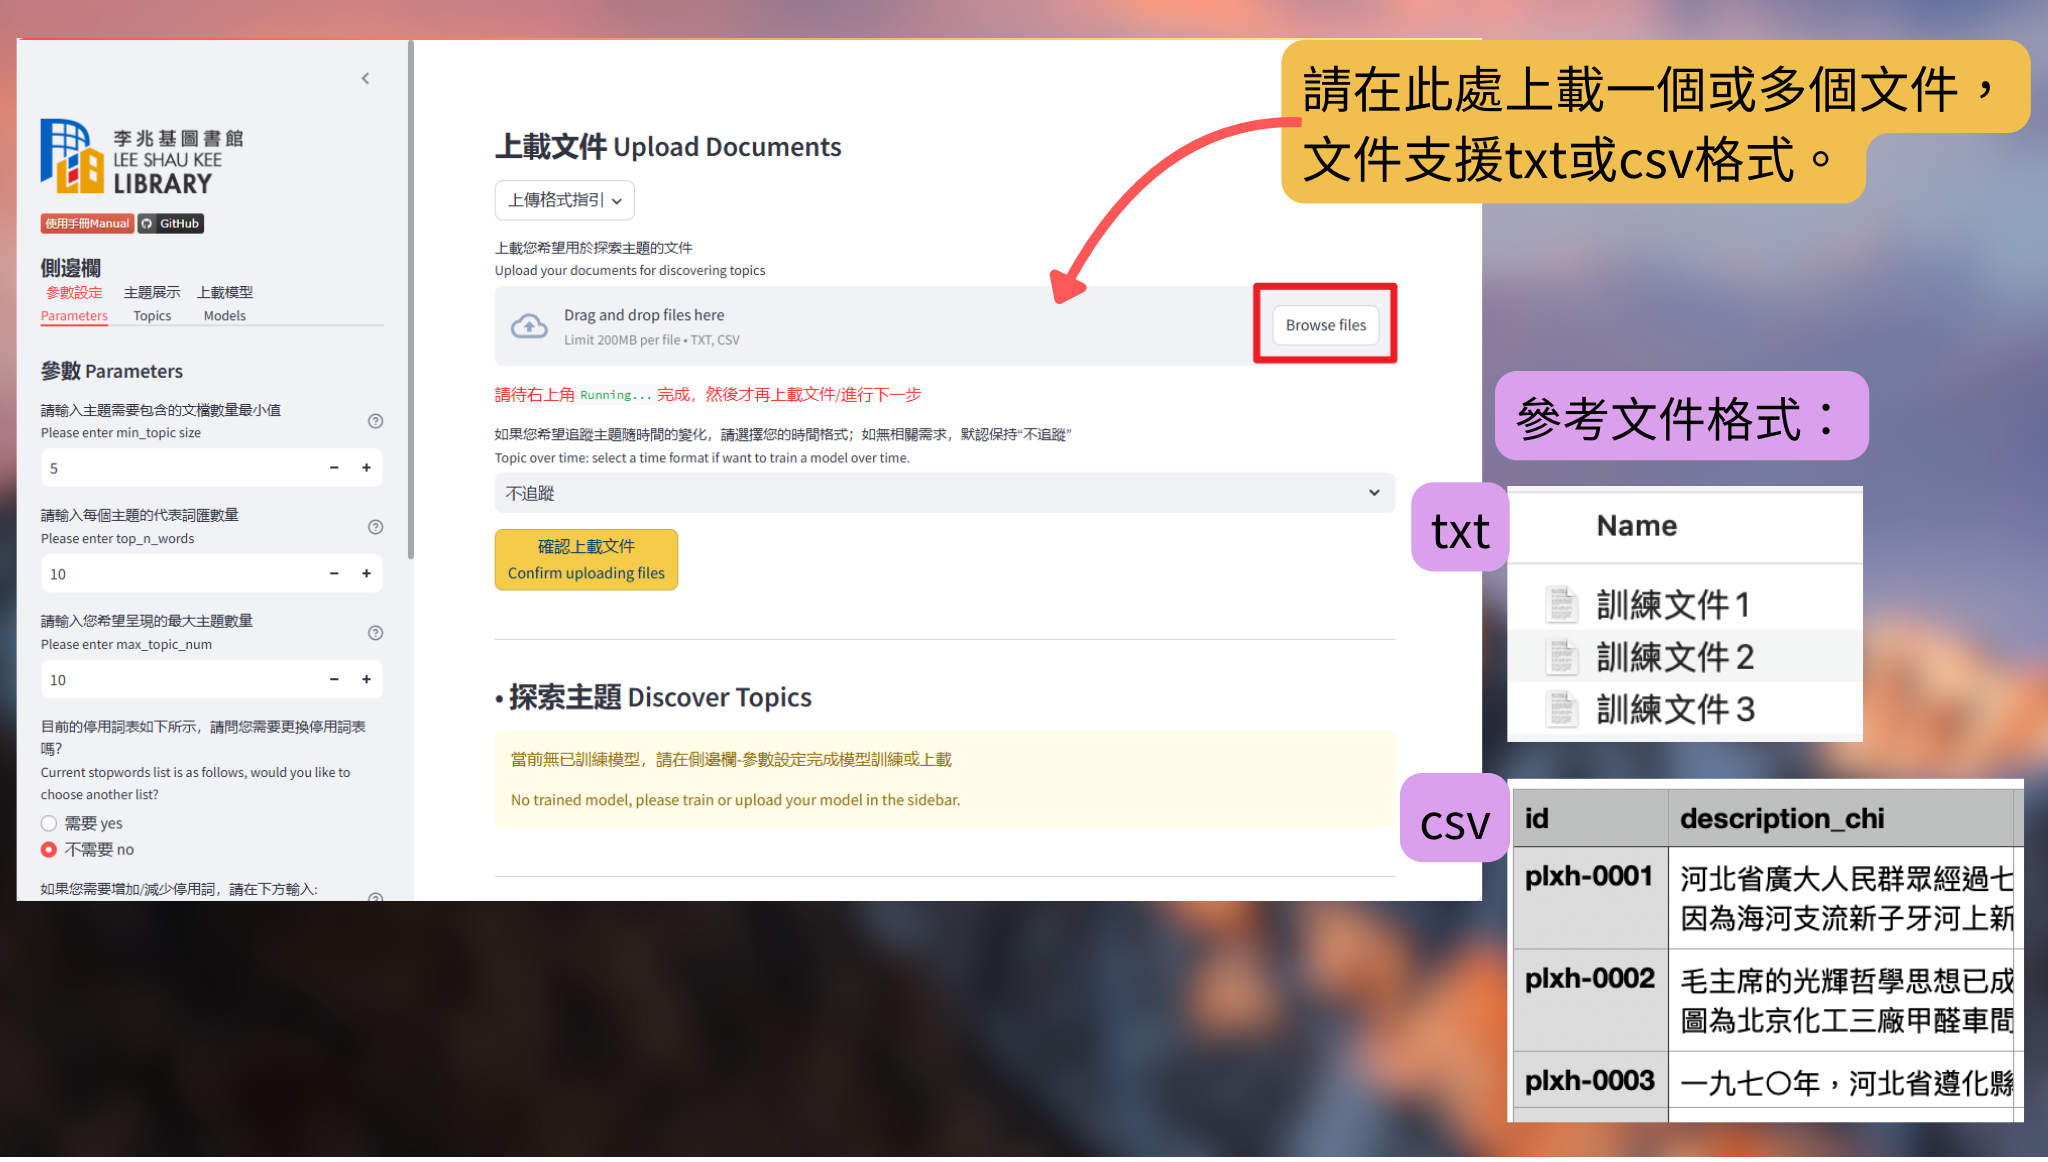 李兆基圖書館
LEE SHAU KEE
LIBRARY
使用手冊Manual
GitHub
側邊欄
參數設定 主題展示 上載模型
Parameters Topics Models
參數 Parameters
請輸入主題需要包含的文檔數量最小值
Please enter min_topic size
5
請輸入每個主題的代表詞匯數量
Please enter top_n_words
10
請輸入您希望呈現的最大主題數量
Please enter max_topic_num
10
目前的停用詞表如下所示，請問您需要更換停用詞表
嗎?
Current stopwords list is as follows, would you like to
choose another list?
需要 yes
不需要 no
如果您需要增加/減少停用詞，請在下方輸入:
上載文件 Upload Documents
上傳格式指引
上載您希望用於探索主題的文件
Upload your documents for discovering topics
Drag and drop files here
Limit 200MB per file • TXT, CSV
Browse files
請待右上角 Running... 完成，然後才再上載文件/進行下一步
如果您希望追蹤主題隨時間的變化，請選擇您的時間格式；如無相關需求，默認保持“不追蹤”
Topic over time: select a time format if want to train a model over time.
不追蹤
確認上載文件
Confirm uploading files
• 探索主題 Discover Topics
當前無已訓練模型，請在側邊欄-參數設定完成模型訓練或上載
No trained model, please train or upload your model in the sidebar.
請在此處上載一個或多個文件，
文件支援txt或csv格式。
參考文件格式：
txt
Name
訓練文件 1
訓練文件 2
訓練文件 3
csv
id description_chi
plxh-0001 河北省廣大人民群眾經過七
因為海河支流新子牙河上新
plxh-0002 毛主席的光輝哲學思想已成
圖為北京化工三廠甲醛車間
plxh-0003 一九七〇年，河北省遵化縣